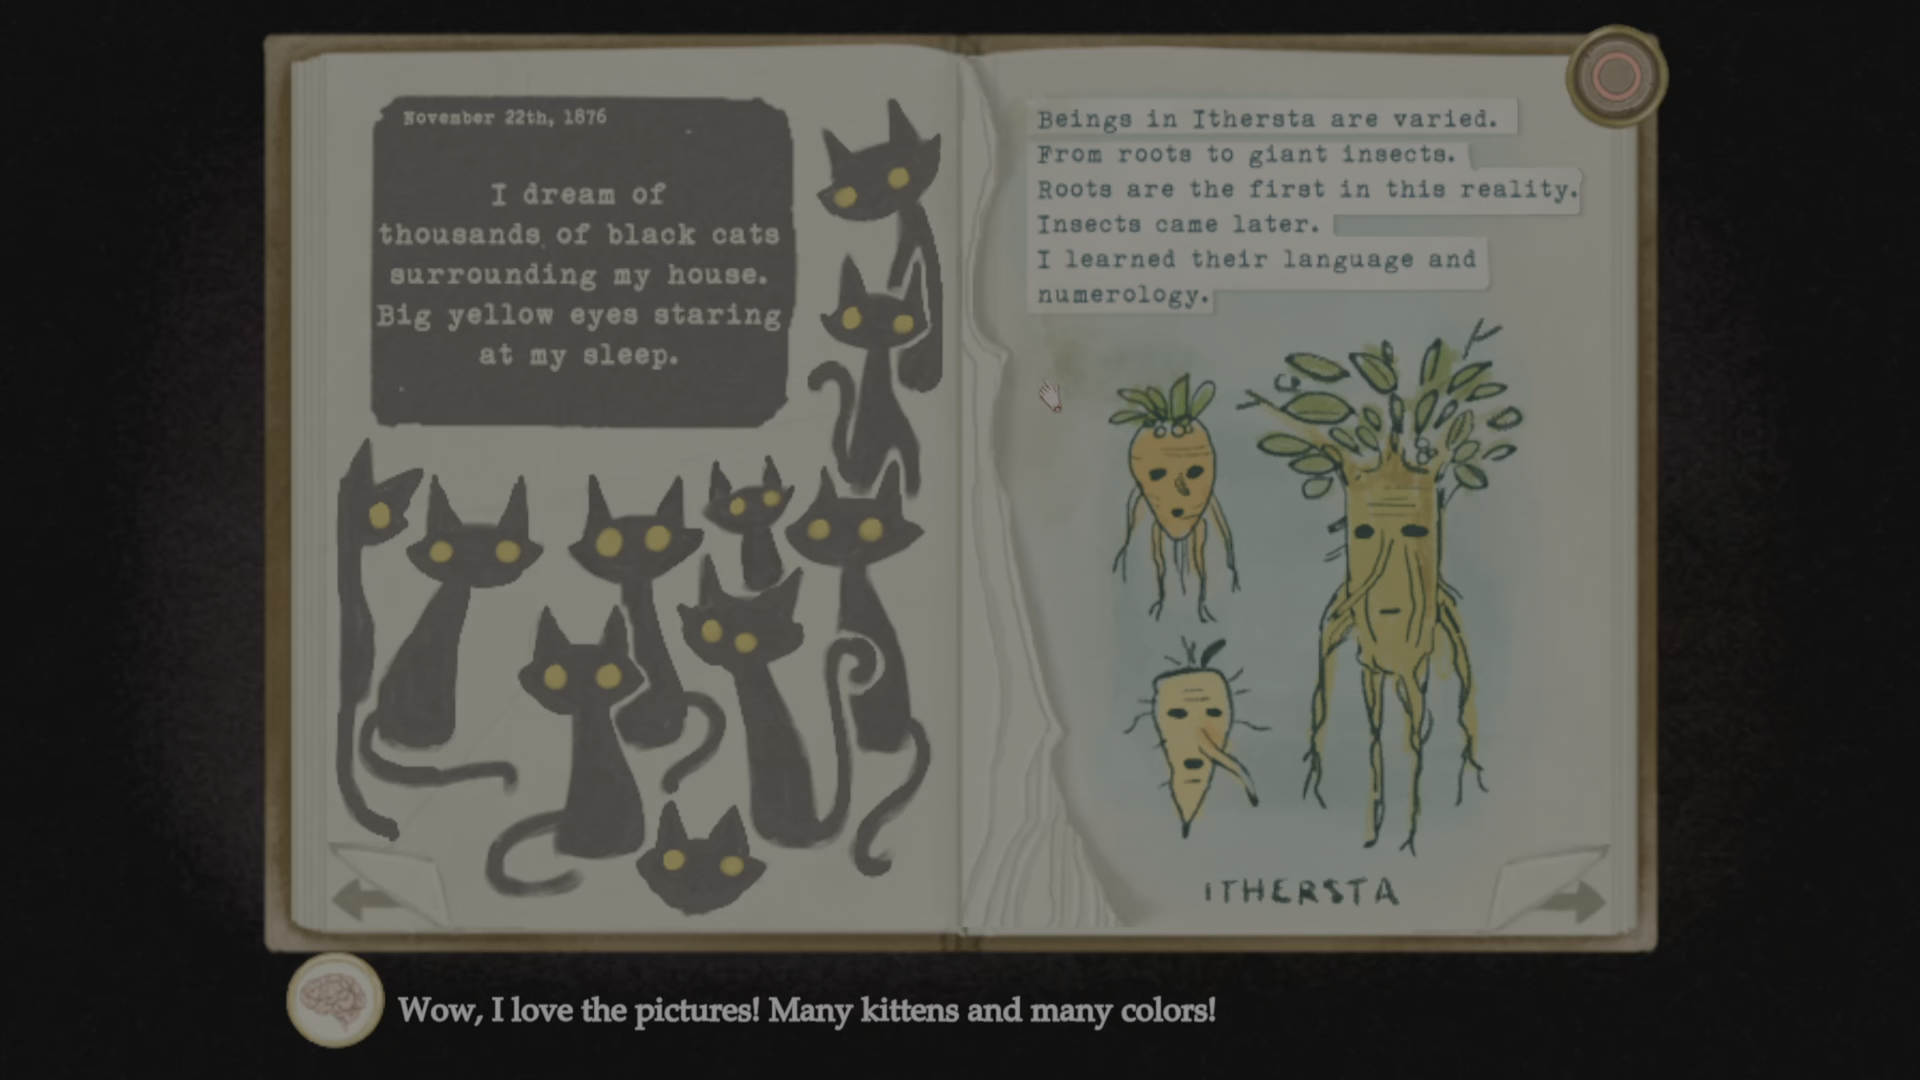 November 22th, 1876
I dream of
thousands of black cats
surrounding my house.
Big yellow eyes staring
at my sleep.
Beings in Ithersta are varied.
From roots to giant insects.
Roots are the first in this reality.
Insects came later.
I learned their language and
numerology.
ITHERSTA
Wow, I love the pictures! Many kittens and many colors!